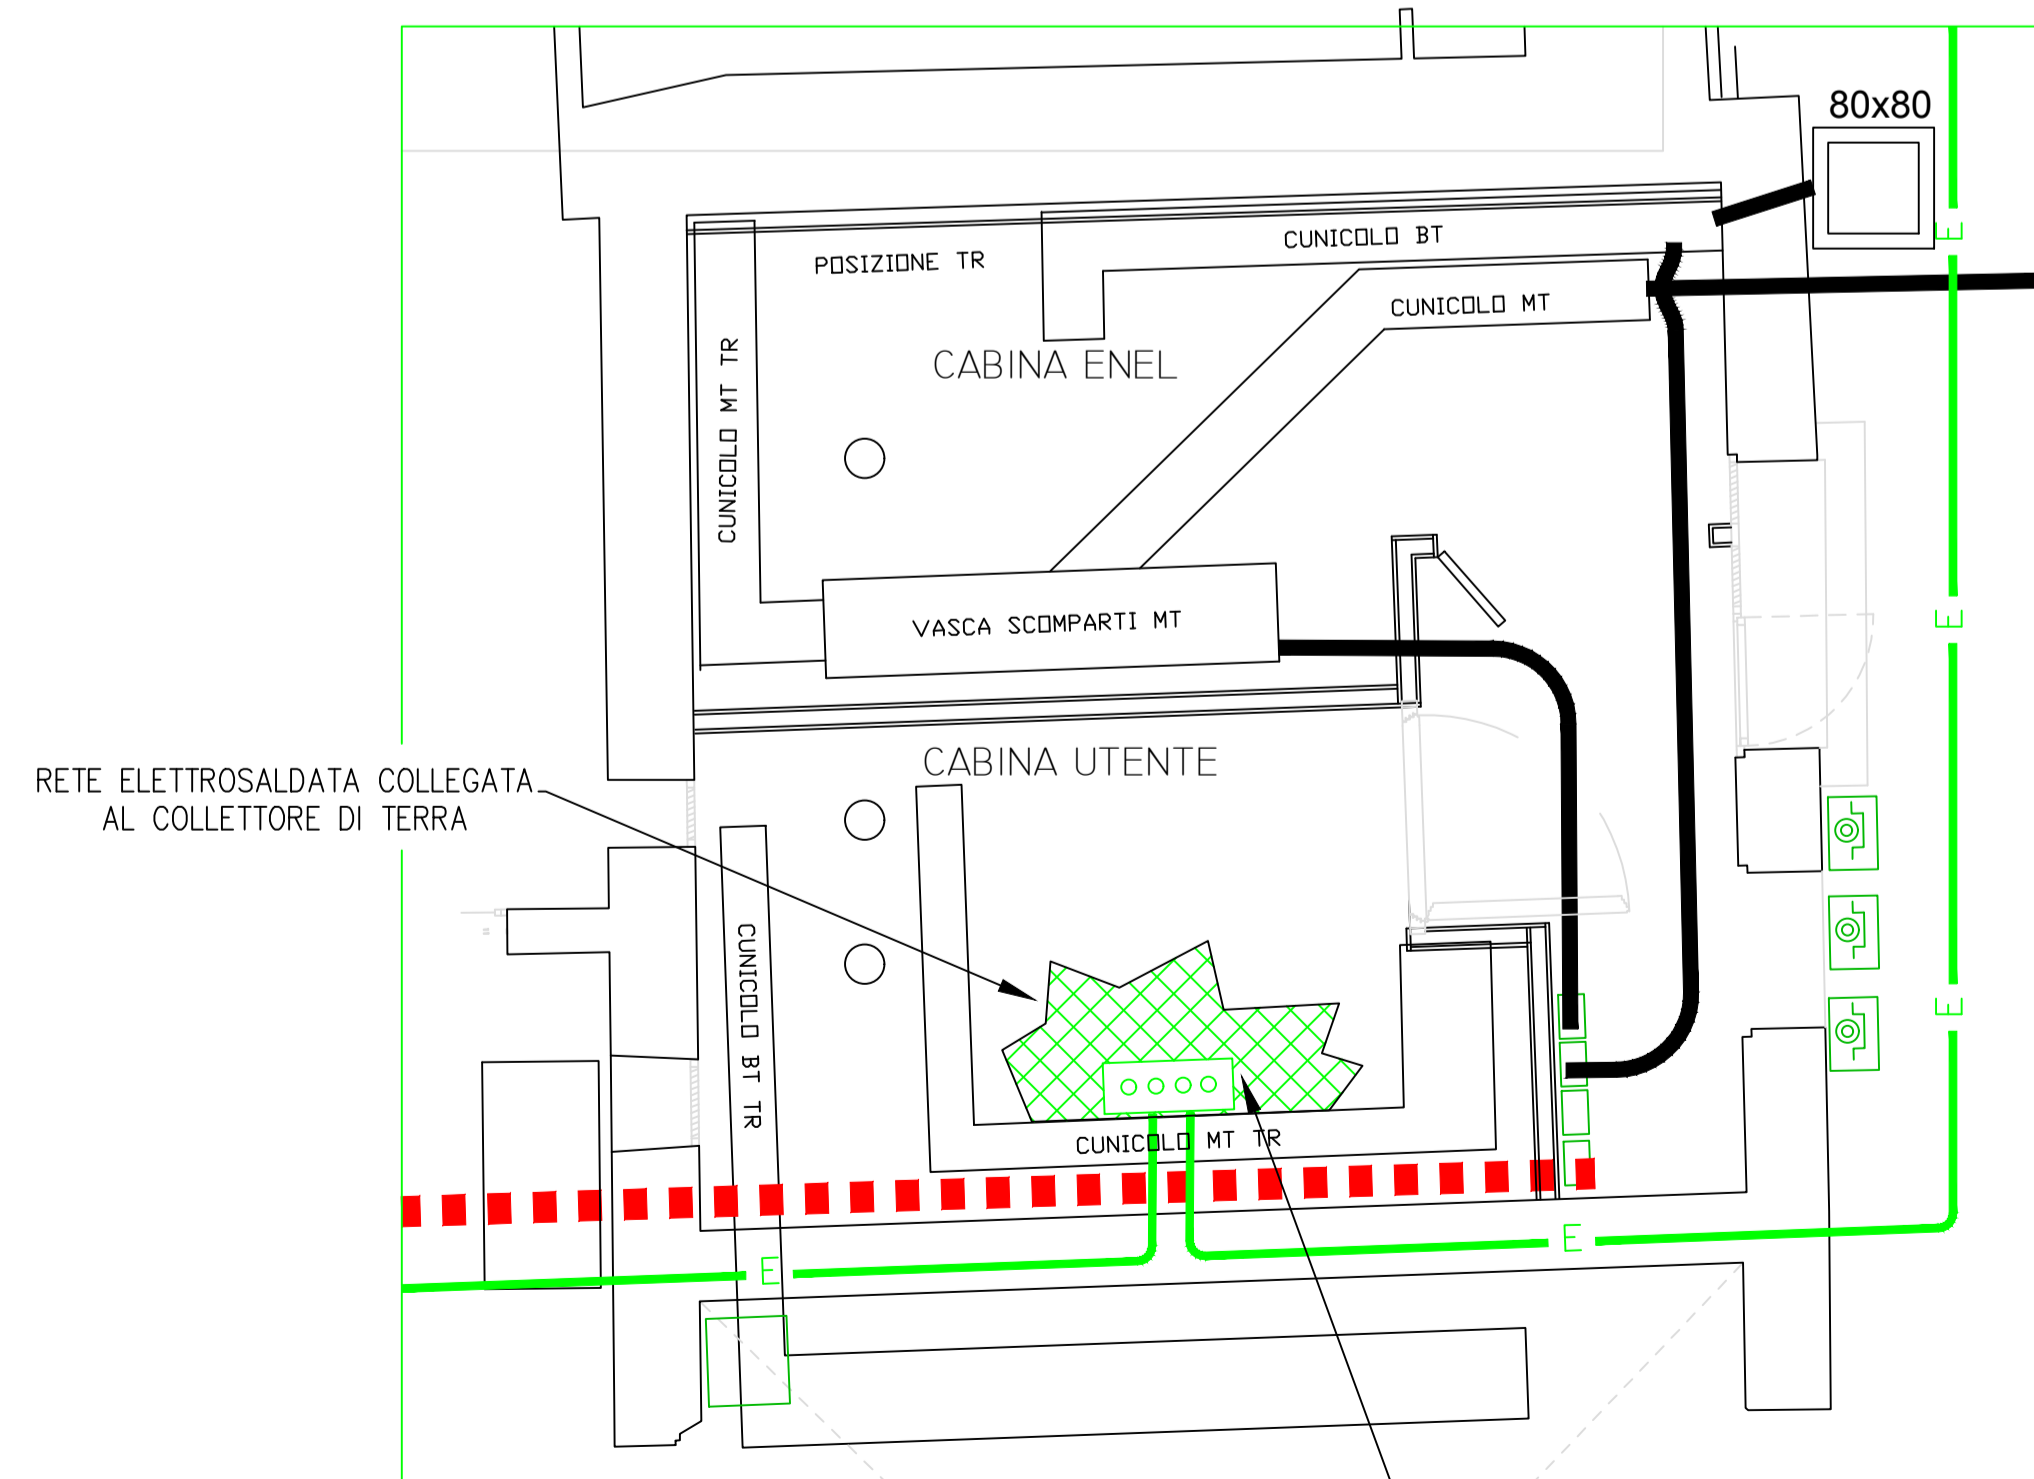 80x80
E
CUNICOLO BT
POSIZIONE TR
CUNICOLO MT
CABINA ENEL
CUNICOLO MT TR
VASCA SCOMPARTI MT
E
CABINA UTENTE
RETE ELETTROSALDATA COLLEGATA
AL COLLETTORE DI TERRA
CUNICOLO BT TR
E
CUNICOLO MT TR
E
E